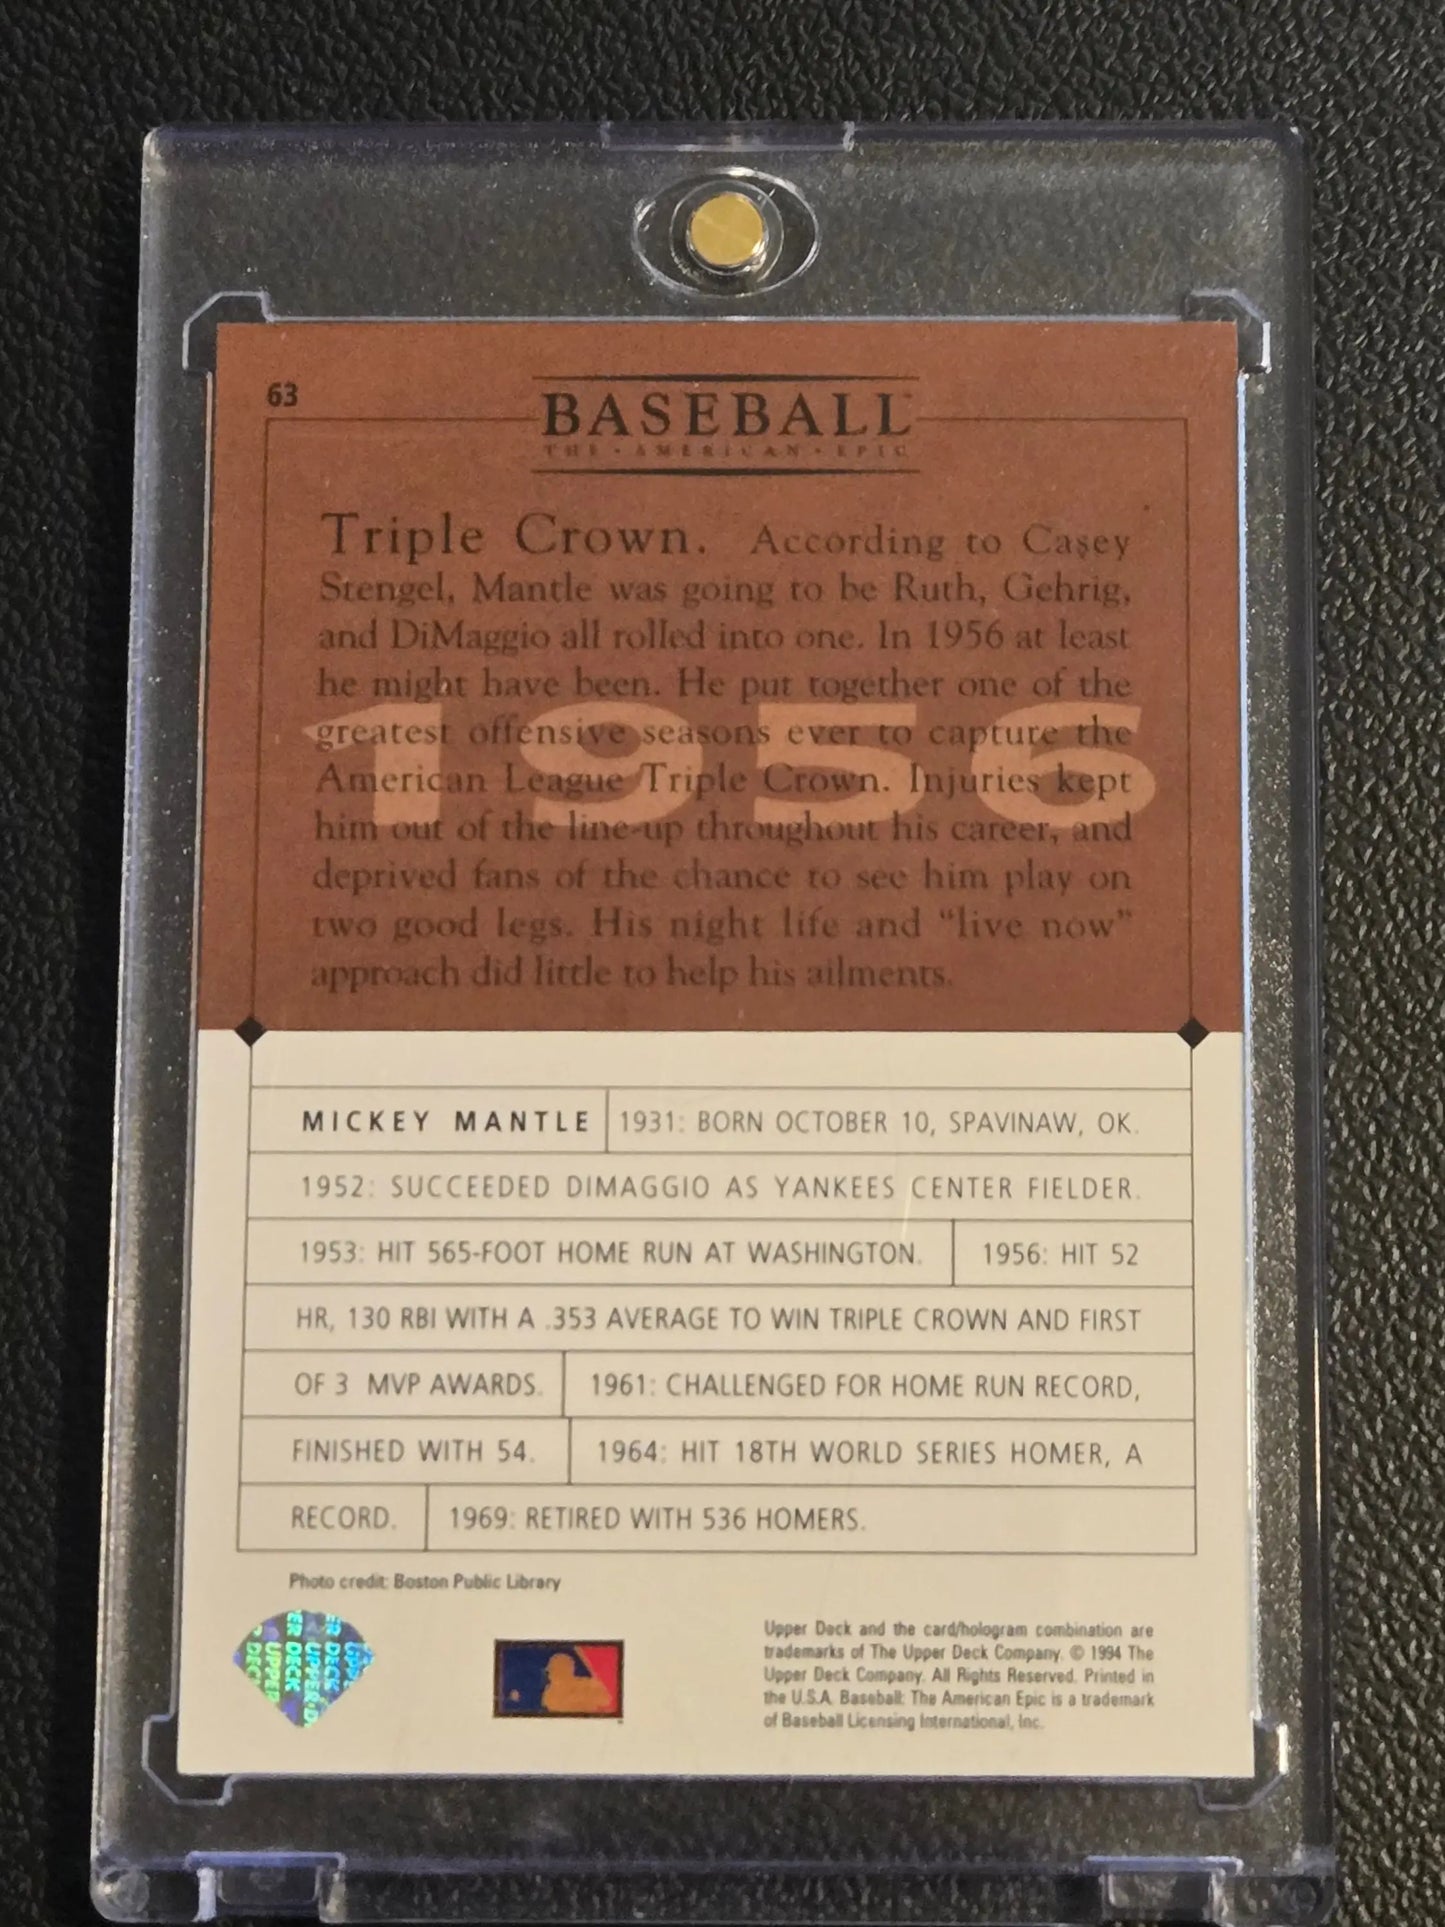 63
BASEBALL™
THE • AMERICAN • EPIC
Triple Crown. According to Casey
Stengel, Mantle was going to be Ruth, Gehrig,
and DiMaggio all rolled into one. In 1956 at least
he might have been. He put together one of the
greatest offensive seasons ever to capture the
American League Triple Crown. Injuries kept
him out of the line-up throughout his career, and
deprived fans of the chance to see him play on
two good legs. His night life and "live now"
approach did little to help his ailments.
1956
MICKEY MANTLE 1931: BORN OCTOBER 10, SPAVINAW, OK.
1952: SUCCEEDED DIMAGGIO AS YANKEES CENTER FIELDER.
1953: HIT 565-FOOT HOME RUN AT WASHINGTON. 1956: HIT 52
HR, 130 RBI WITH A .353 AVERAGE TO WIN TRIPLE CROWN AND FIRST
OF 3 MVP AWARDS. 1961: CHALLENGED FOR HOME RUN RECORD,
FINISHED WITH 54. 1964: HIT 18TH WORLD SERIES HOMER, A
RECORD. 1969: RETIRED WITH 536 HOMERS.
Photo credit: Boston Public Library
UPPER DECK UPPER DECK
Upper Deck and the card/hologram combination are
trademarks of The Upper Deck Company. © 1994 The
Upper Deck Company. All Rights Reserved. Printed in
the U.S.A. Baseball: The American Epic is a trademark
of Baseball Licensing International, Inc.